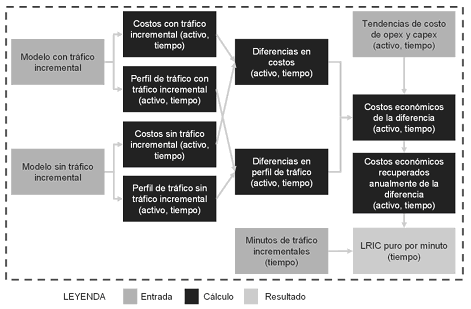 Modelo con tráfico
incremental
Modelo sin tráfico
incremental
Costos con tráfico
incremental (activo,
tiempo)
Perfil de tráfico con
tráfico incremental
(activo, tiempo)
Costos sin tráfico
incremental (activo,
tiempo)
Perfil de tráfico sin
tráfico incremental
(activo, tiempo)
Diferencias en
costos
(activo, tiempo)
Diferencias en
perfil de tráfico
(activo, tiempo)
Minutos de tráfico
incrementales
(tiempo)
Tendencias de costo
de opex y capex
(activo, tiempo)
Costos económicos
de la diferencia
(activo, tiempo)
Costos económicos
recuperados
anualmente de la
diferencia
(activo, tiempo)
LRIC puro por minuto
(tiempo)
LEYENDA
Entrada
Cálculo
Resultado